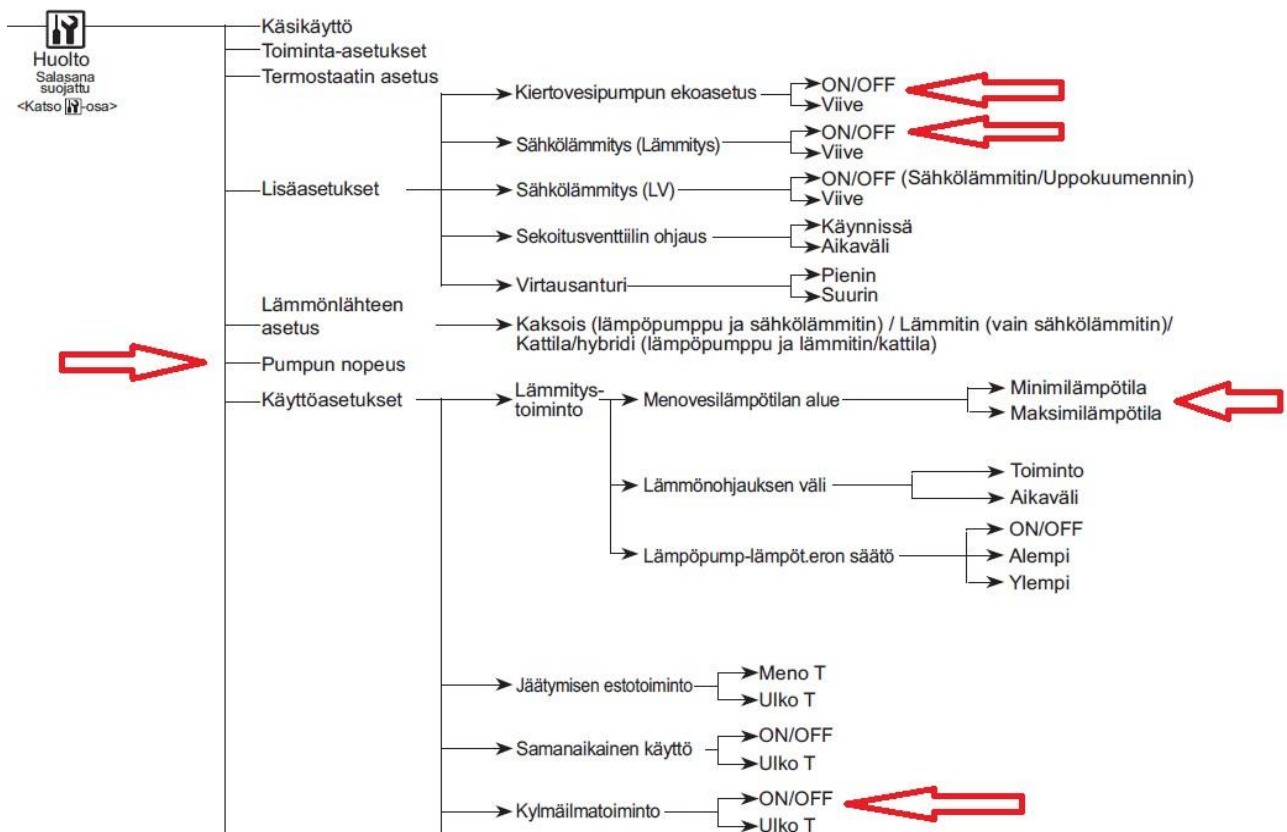 Huolto
Salasana
suojattu
<Katso -osa>
Käsikäyttö
Toiminta-asetukset
Termostaatin asetus
Lisäasetukset
Kiertovesipumpun ekoasetus
ON/OFF
Viive
Sähkölämmitys (Lämmitys)
ON/OFF
Viive
Sähkölämmitys (LV)
ON/OFF (Sähkölämmitin/Uppokuumennin)
Viive
Sekoitusventtiilin ohjaus
Käynnissä
Aikaväli
Virtausanturi
Pienin
Suurin
Lämmönlähteen
asetus
Kaksois (lämpöpumppu ja sähkölämmitin) / Lämmitin (vain sähkölämmitin)/
Kattila/hybridi (lämpöpumppu ja lämmitin/kattila)
Pumpun nopeus
Käyttöasetukset
Lämmitys-
toiminto
Menovesilämpötilan alue
Minimilämpötila
Maksimilämpötila
Lämmönohjauksen väli
Toiminto
Aikaväli
Lämpöpump-lämpöt.eron säätö
ON/OFF
Alempi
Ylempi
Jäätymisen estotoiminto
Meno T
Ulko T
Samanaikainen käyttö
ON/OFF
Ulko T
Kylmäilmatoiminto
ON/OFF
Ulko T